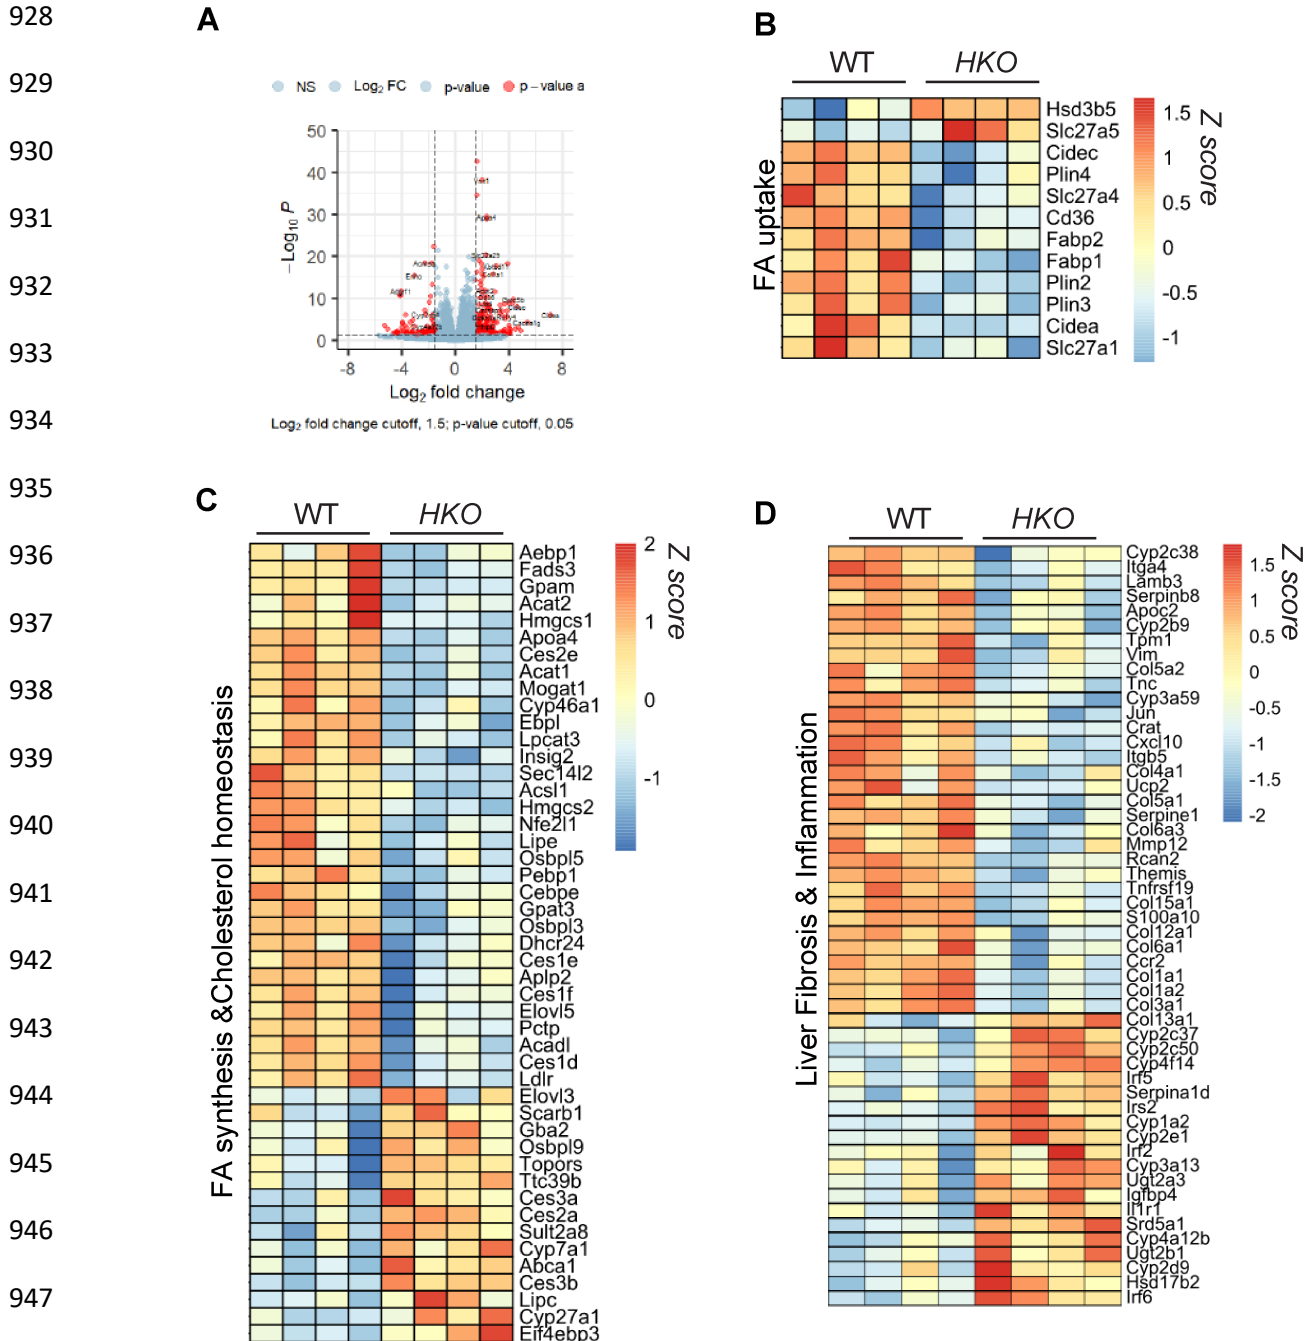 928
929
930
931
932
933
934
935
936
937
938
939
940
941
942
943
944
945
946
947
A
NS
Log2 FC
p-value
p – value a
50
40
30
20
10
0
−Log10 P
-8
-4
0
4
8
Log2 fold change
Log2 fold change cutoff, 1.5; p-value cutoff, 0.05
B
WT
HKO
FA uptake
Hsd3b5
Slc27a5
Cidec
Plin4
Slc27a4
Cd36
Fabp2
Fabp1
Plin2
Plin3
Cidea
Slc27a1
1.5
1
0.5
0
-0.5
-1
Z score
C
WT
HKO
FA synthesis &Cholesterol homeostasis
Aebp1
Fads3
Gpam
Acat2
Hmgcs1
Apoa4
Ces2e
Acat1
Mogat1
Cyp46a1
Ebpl
Lpcat3
Insig2
Sec14l2
Acsl1
Hmgcs2
Nfe2l1
Lipe
Osbpl5
Pebp1
Cebpe
Gpat3
Osbpl3
Dhcr24
Ces1e
Aplp2
Ces1f
Elovl5
Pctp
Acadl
Ces1d
Ldlr
Elovl3
Scarb1
Gba2
Osbpl9
Topors
Ttc39b
Ces3a
Ces2a
Sult2a8
Cyp7a1
Abca1
Ces3b
Lipc
Cyp27a1
Eif4ebp3
2
1
0
-1
Z score
D
WT
HKO
Liver Fibrosis & Inflammation
Cyp2c38
Itga4
Lamb3
Serpinb8
Apoc2
Cyp2b9
Tpm1
Vim
Col5a2
Tnc
Cyp3a59
Jun
Crat
Cxcl10
Itgb5
Col4a1
Ucp2
Col5a1
Serpine1
Col6a3
Mmp12
Rcan2
Themis
Tnfrsf19
Col15a1
S100a10
Col12a1
Col6a1
Ccr2
Col1a1
Col1a2
Col3a1
Col13a1
Cyp2c37
Cyp2c50
Cyp4f14
Irf5
Serpina1d
Irs2
Cyp1a2
Cyp2e1
Irf2
Cyp3a13
Ugt2a3
Igfbp4
Il1r1
Srd5a1
Cyp4a12b
Ugt2b1
Cyp2d9
Hsd17b2
Irf6
1.5
1
0.5
0
-0.5
-1
-1.5
-2
Z score